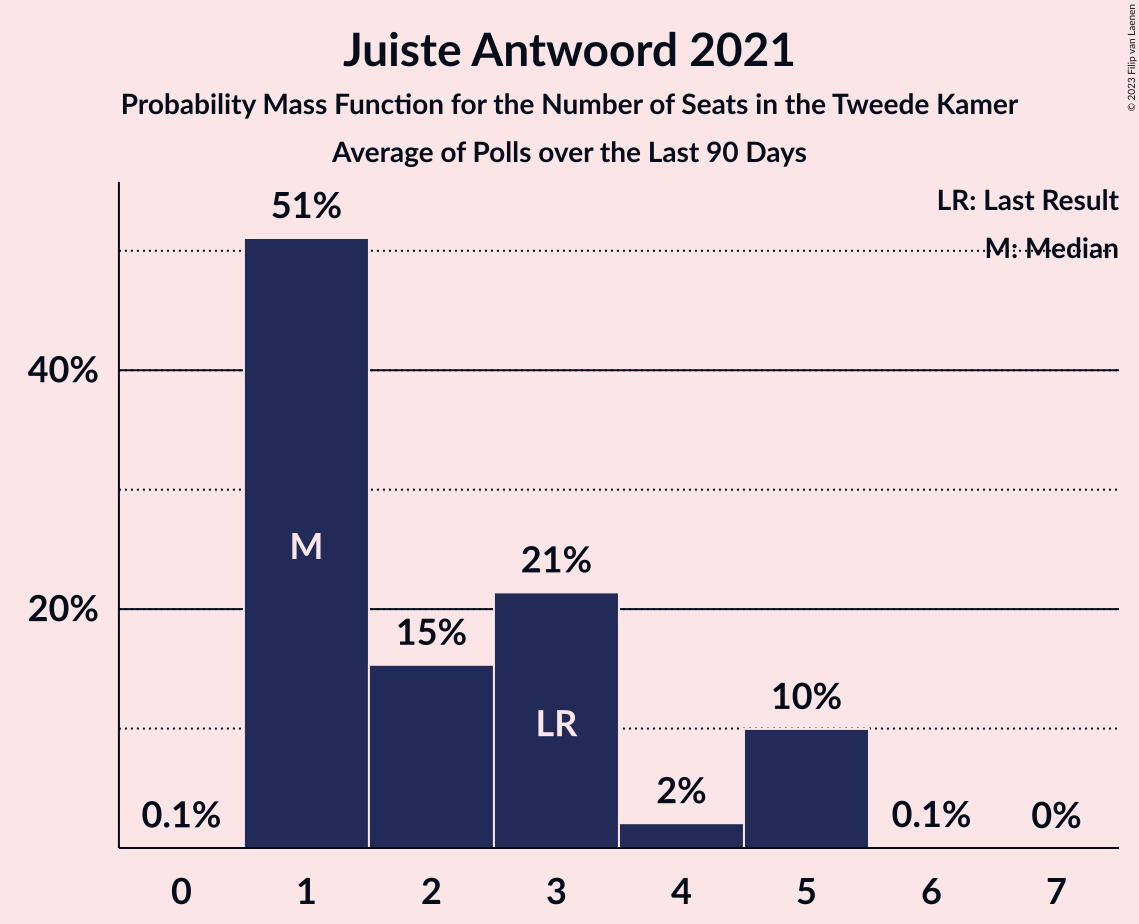 Juiste Antwoord 2021
Probability Mass Function for the Number of Seats in the Tweede Kamer
Average of Polls over the Last 90 Days
© 2023 Filip van Laenen
LR: Last Result
M: Median
51%
40%
M
21%
20%
15%
LR
10%
2%
0.1%
0.1%
0%
0 1 2 3 4 5 6 7